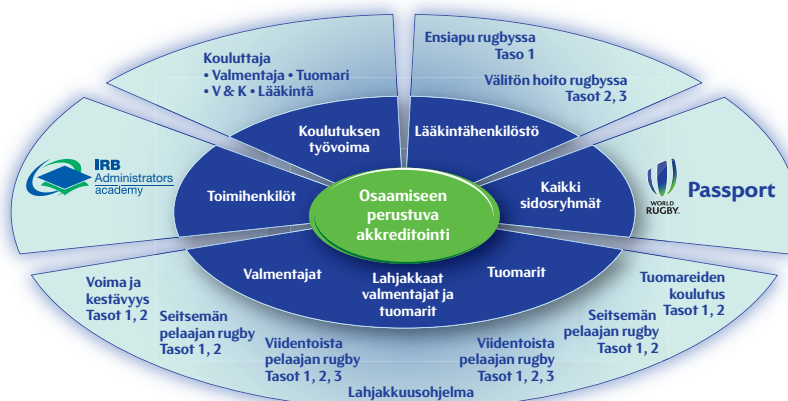 Kouluttaja
• Valmentaja • Tuomari
• V & K • Lääkintä
Ensiapu rugbyssa
Taso 1
Välitön hoito rugbyssa
Tasot 2, 3
Koulutuksen
työvoima
Lääkintähenkilöstö
IRB
Administrators
academy
Toimihenkilöt
Osaamiseen
perustuva
akkreditointi
Kaikki
sidosryhmät
WORLD
RUGBY.
Passport
Valmentajat
Lahjakkaat
valmentajat ja
tuomarit
Tuomarit
Voima ja
kestävyys
Tasot 1, 2
Seitsemän
pelaajan rugby
Tasot 1, 2
Viidentoista
pelaajan rugby
Tasot 1, 2, 3
Lahjakkuusohjelma
Viidentoista
pelaajan rugby
Tasot 1, 2, 3
Seitsemän
pelaajan rugby
Tasot 1, 2
Tuomareiden
koulutus
Tasot 1, 2